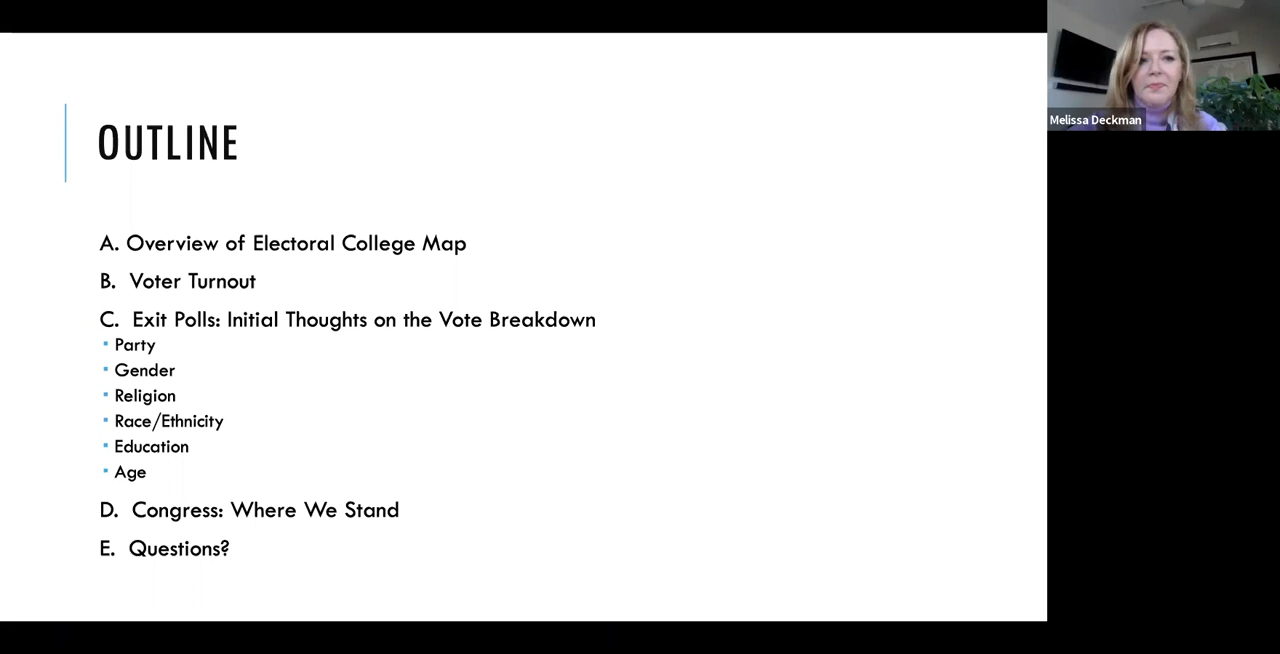 OUTLINE
A. Overview of Electoral College Map
B. Voter Turnout
C. Exit Polls: Initial Thoughts on the Vote Breakdown
▪ Party
▪ Gender
▪ Religion
▪ Race/Ethnicity
▪ Education
▪ Age
D. Congress: Where We Stand
E. Questions?
Melissa Deckman